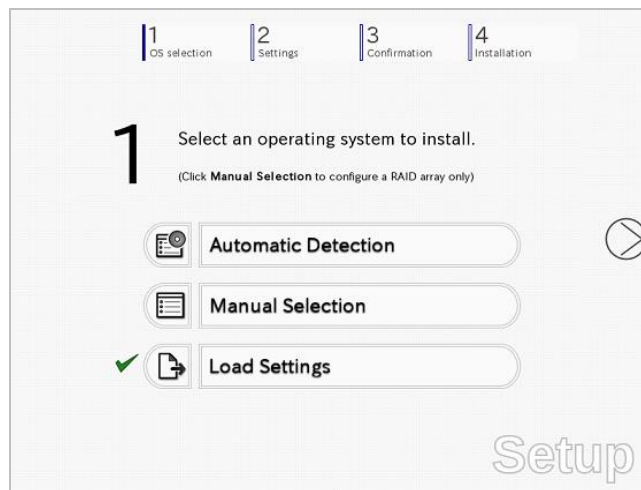 1
OS selection
2
Settings
3
Confirmation
4
Installation
1
Select an operating system to install.
(Click Manual Selection to configure a RAID array only)
Automatic Detection
Manual Selection
Load Settings
Setup